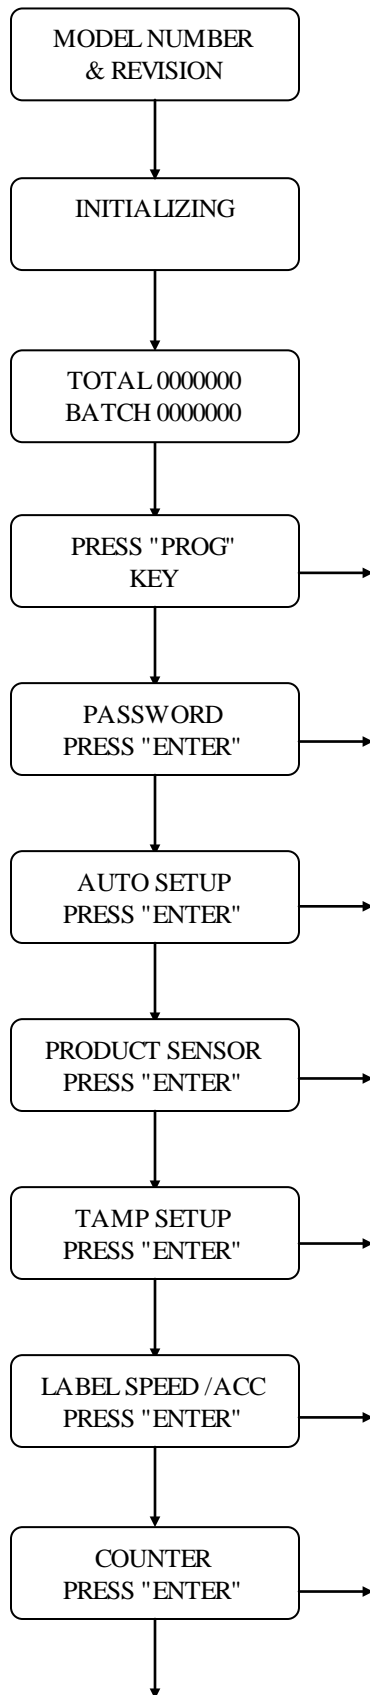 MODEL NUMBER
& REVISION
INITIALIZING
TOTAL 0000000
BATCH 0000000
PRESS "PROG"
KEY
PASSWORD
PRESS "ENTER"
AUTO SETUP
PRESS "ENTER"
PRODUCT SENSOR
PRESS "ENTER"
TAMP SETUP
PRESS "ENTER"
LABEL SPEED /ACC
PRESS "ENTER"
COUNTER
PRESS "ENTER"